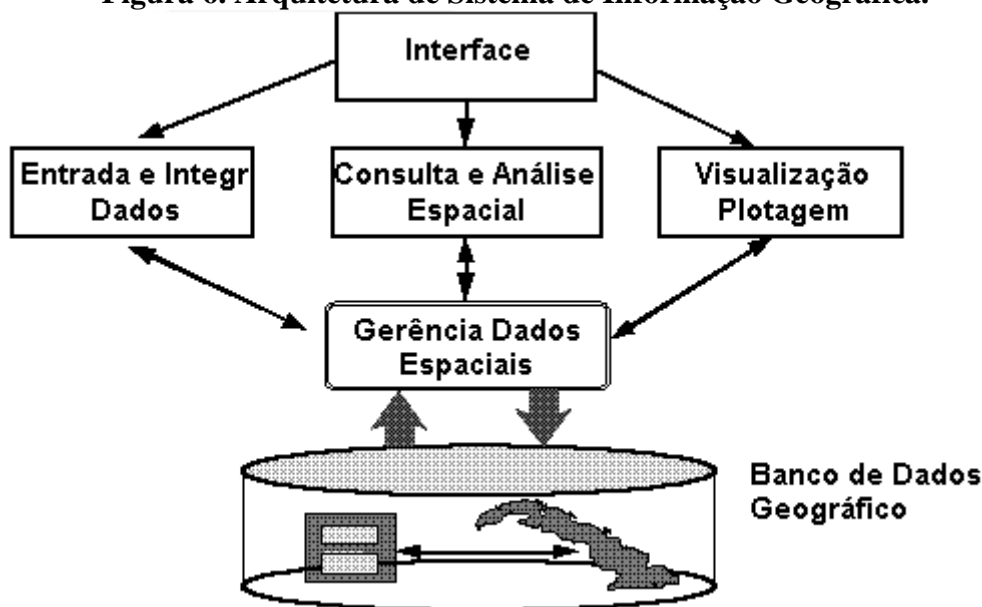 Figura 6. Arquitetura de Sistema de Informação Geográfica.
Interface
Entrada e Integr
Dados
Consulta e Análise
Espacial
Visualização
Plotagem
Gerência Dados
Espaciais
Banco de Dados
Geográfico